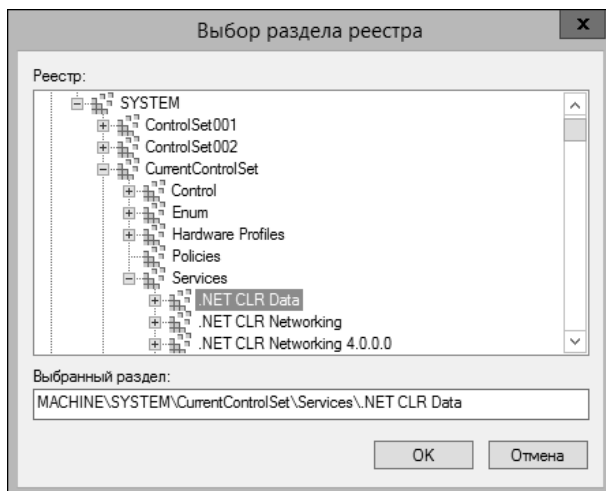 Выбор раздела реестра
x
Реестр:
SYSTEM
ControlSet001
ControlSet002
CurrentControlSet
Control
Enum
Hardware Profiles
Policies
Services
.NET CLR Data
.NET CLR Networking
.NET CLR Networking 4.0.0.0
Выбранный раздел:
MACHINE\SYSTEM\CurrentControlSet\Services\.NET CLR Data
OK
Отмена